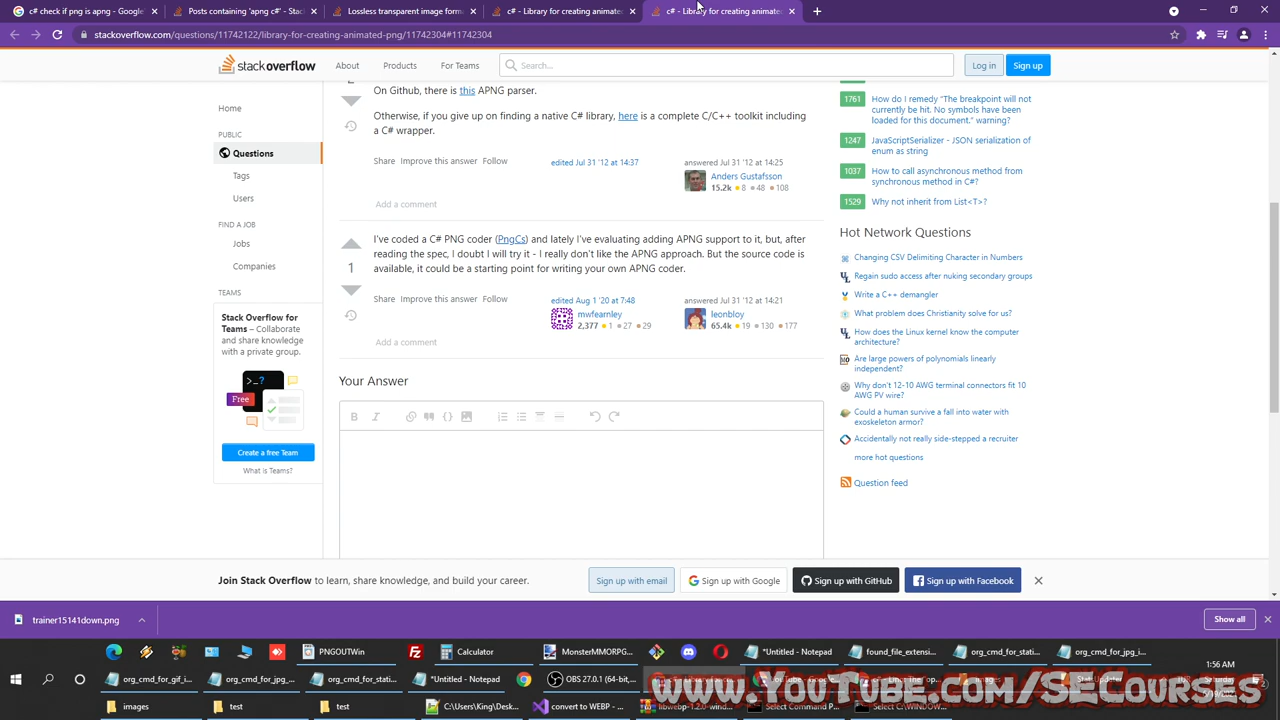 C# check if png is apng - Google
Posts containing 'c# png
Lossless transparent image form
c# - Library for creating animate
c# - Library for creating animat
stackoverflow.com/questions/11742122/library-for-creating-animated-png/11742304#11742304
stackoverflow
About
Products
For Teams
Search...
Log in
Sign up
Home
PUBLIC
Questions
Tags
Users
FIND A JOB
Jobs
Companies
TEAMS
Stack Overflow for
Teams – Collaborate
and share knowledge
with a private group.
>_?
Free
Create a free Team
What is Teams?
On Github, there is this APNG parser.
Otherwise, if you give up on finding a native C# library, here is a complete C/C++ toolkit including
a C# wrapper.
Share Improve this answer Follow
edited Jul 31 '12 at 14:37
answered Jul 31 '12 at 14:25
Anders Gustafsson
15.2k 8 48 108
Add a comment
1
I've coded a C# PNG coder (PngCs) and lately I've evaluating adding APNG support to it, but, after
reading the spec, I doubt I will try it - I really don't like the APNG approach. But the source code is
available, it could be a starting point for writing your own APNG coder.
Share Improve this answer Follow
edited Aug 1 '20 at 7:48
mwfearnley
2,377 1 27 29
answered Jul 31 '12 at 14:21
leonbloy
65.4k 19 130 177
Add a comment
Your Answer
1761 How do I remedy "The breakpoint will not
currently be hit. No symbols have been
loaded for this document." warning?
1247 JavaScriptSerializer - JSON serialization of
enum as string
1037 How to call asynchronous method from
synchronous method in C#?
1529 Why not inherit from List<T>?
Hot Network Questions
Changing CSV Delimiting Character in Numbers
Regain sudo access after nuking secondary groups
Write a C++ demangler
What problem does Christianity solve for us?
How does the Linux kernel know the computer
architecture?
Are large powers of polynomials linearly
independent?
Why don't 12-10 AWG terminal connectors fit 10
AWG PV wire?
Could a human survive a fall into water with
exoskeleton armor?
Accidentally not really side-stepped a recruiter
more hot questions
Question feed
Join Stack Overflow to learn, share knowledge, and build your career.
Sign up with email
Sign up with Google
Sign up with GitHub
Sign up with Facebook
trainer15141down.png
Show all
PNGOUTWin
Calculator
MonsterMMORPG...
*Untitled - Notepad
found_file_extensi...
org_cmd_for_stati...
org_cmd_for_jpg_i...
1:56 AM
org_cmd_for_gif_i...
org_cmd_for_jpg...
org_cmd_for_stati...
*Untitled - Notepad
Google
OBS 27.0.1 (64-bit,...
images
test
test
C:\Users\King\Desk...
convert to WEBP - ...
libwebp-1.2.0-wind...
Select Command P...
Select C:\WINDOW...
www.YouTube.com/SECourses